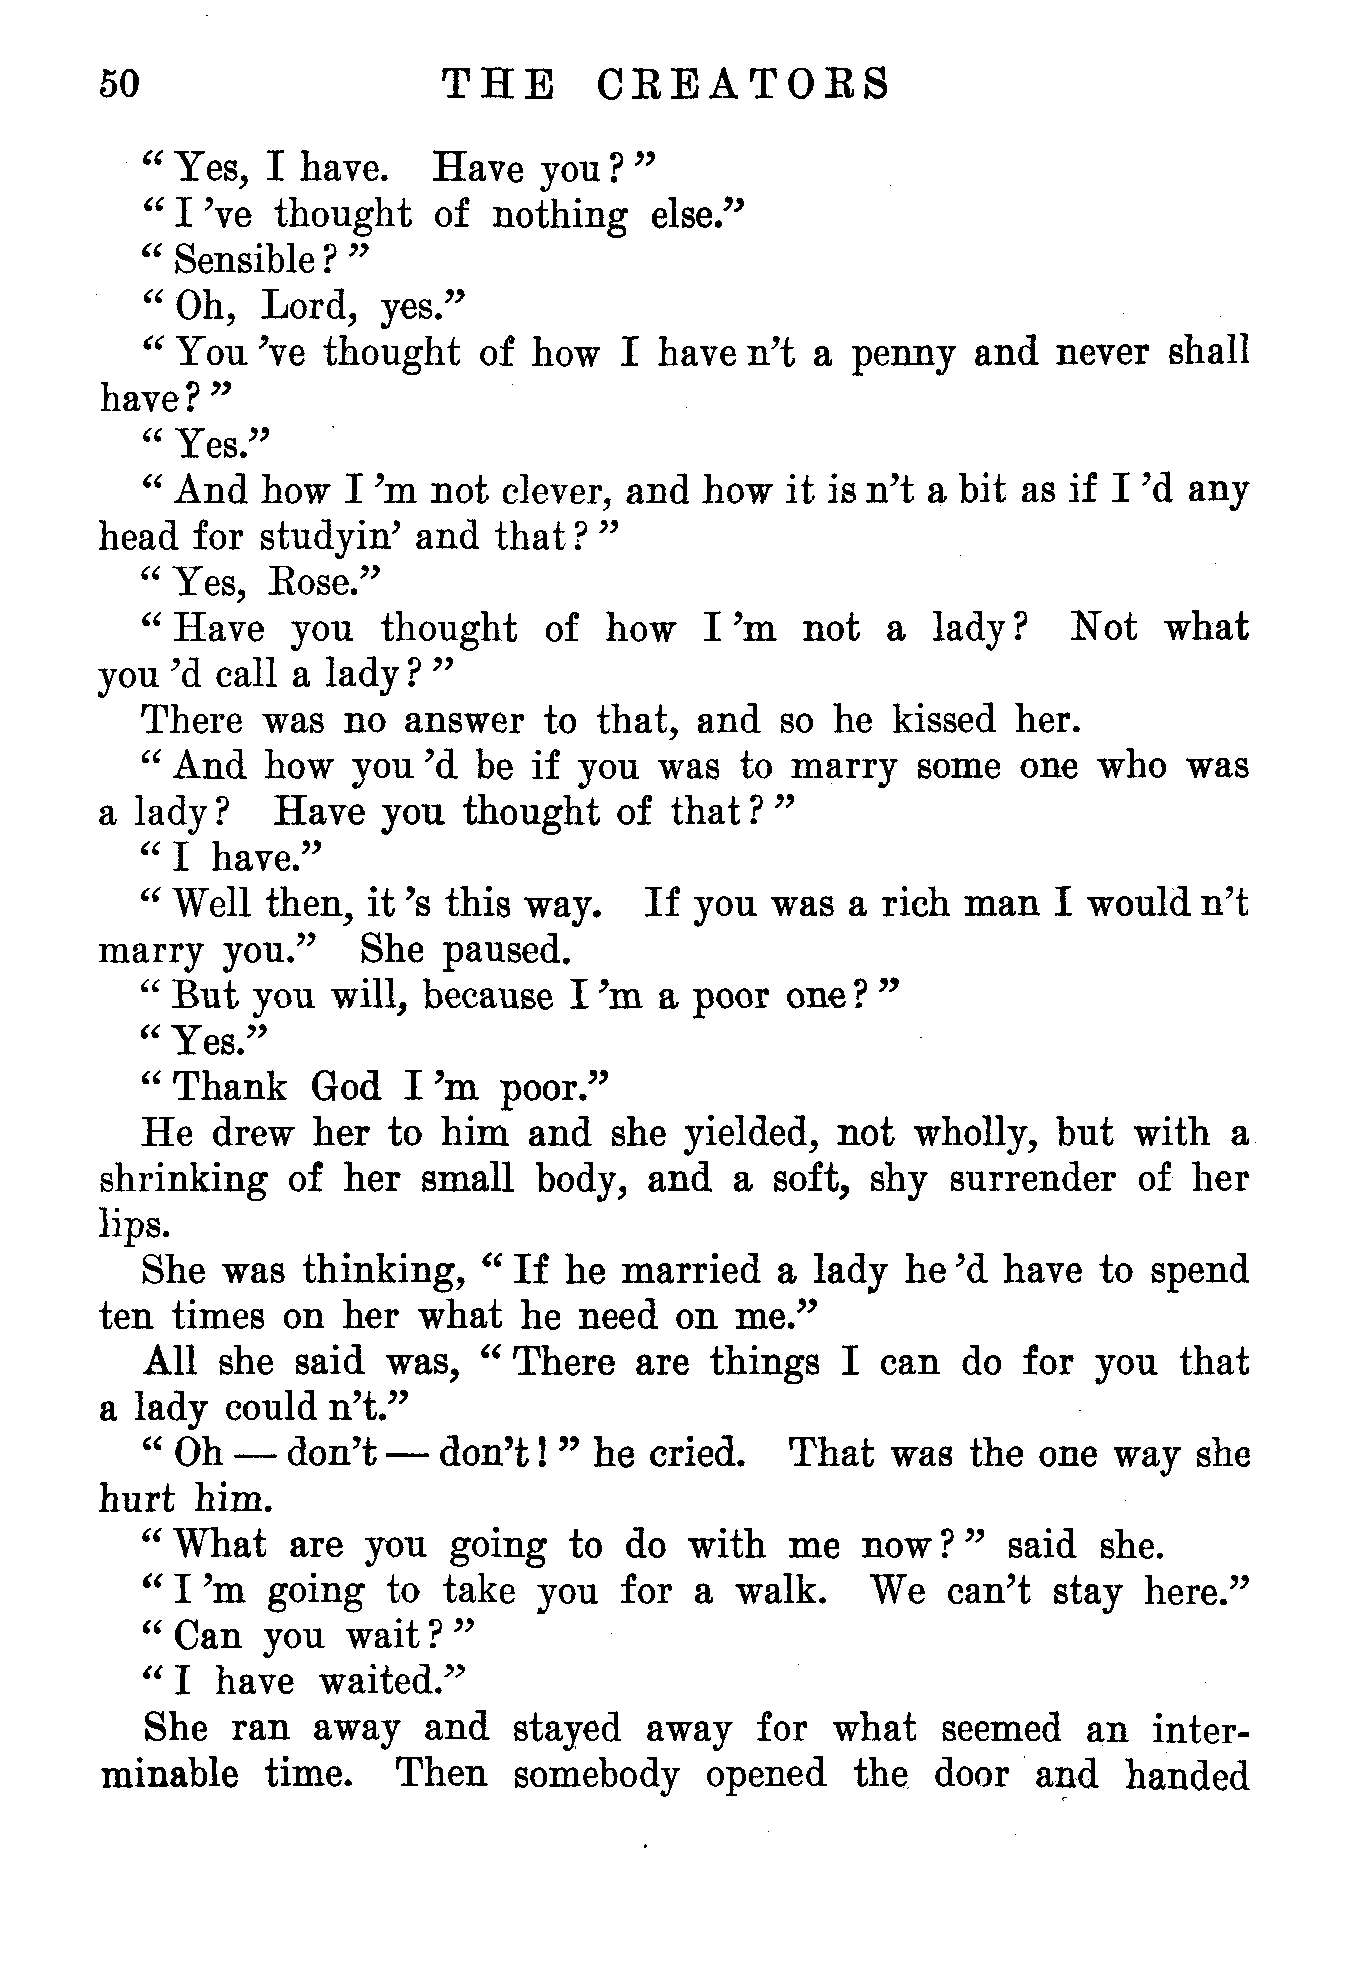 50 THE CREATORS
“ Yes, I have. Have you? ”
“ I 've thought of nothing else.”
“ Sensible? ”
“ Oh, Lord, yes.”
“ You 've thought of how I have n't a penny and never shall
have? ”
“ Yes.”
“ And how I 'm not clever, and how it is n't a bit as if I 'd any
head for studyin' and that? ”
“ Yes, Rose.”
“ Have you thought of how I 'm not a lady? Not what
you 'd call a lady? ”
There was no answer to that, and so he kissed her.
“ And how you 'd be if you was to marry some one who was
a lady? Have you thought of that? ”
“ I have.”
“ Well then, it 's this way. If you was a rich man I would n't
marry you.” She paused.
“ But you will, because I 'm a poor one? ”
“ Yes.”
“ Thank God I 'm poor.”
He drew her to him and she yielded, not wholly, but with a
shrinking of her small body, and a soft, shy surrender of her
lips.
She was thinking, “ If he married a lady he 'd have to spend
ten times on her what he need on me.”
All she said was, “ There are things I can do for you that
a lady could n't.”
“ Oh — don't — don't! ” he cried. That was the one way she
hurt him.
“ What are you going to do with me now? ” said she.
“ I 'm going to take you for a walk. We can't stay here.”
“ Can you wait? ”
“ I have waited.”
She ran away and stayed away for what seemed an inter-
minable time. Then somebody opened the door and handed